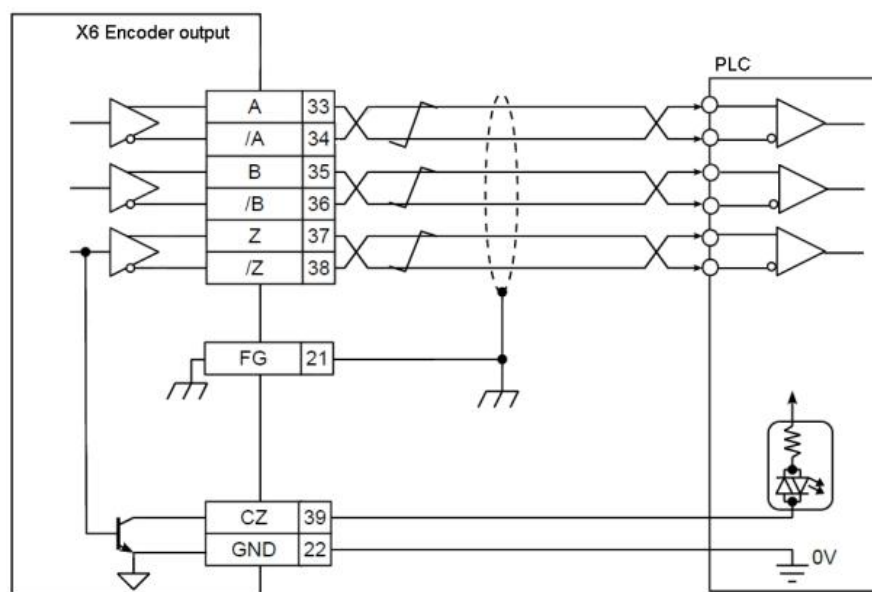 X6 Encoder output
PLC
A 33
/A 34
B 35
/B 36
Z 37
/Z 38
FG 21
CZ 39
GND 22
0V